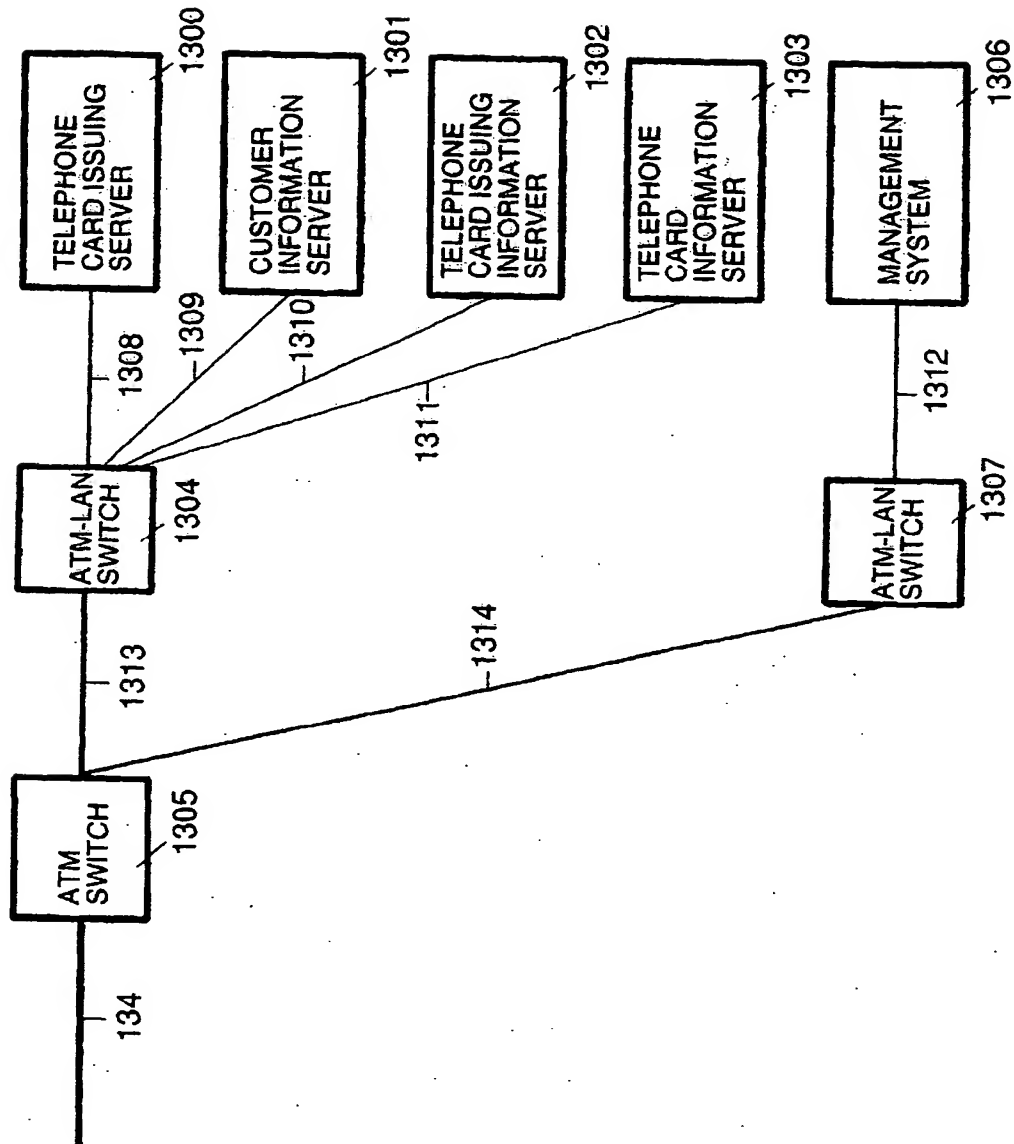 TELEPHONE
CARD ISSUING
SERVER
1300
CUSTOMER
INFORMATION
SERVER
1301
TELEPHONE
CARD ISSUING
INFORMATION
SERVER
1302
TELEPHONE
CARD
INFORMATION
SERVER
1303
MANAGEMENT
SYSTEM
1306
1308
1309
1310
1311
1312
ATM-LAN
SWITCH
1304
ATM-LAN
SWITCH
1307
1313
1314
ATM
SWITCH
1305
134